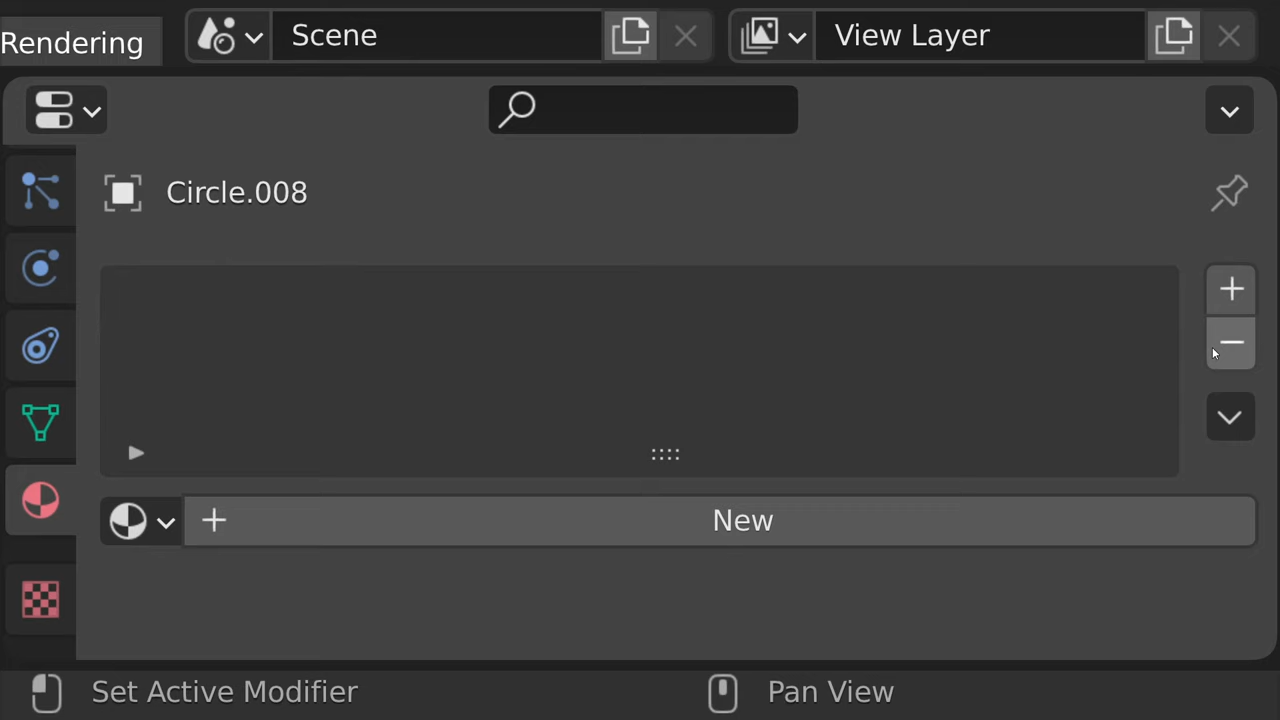 Rendering
Scene
View Layer
Circle.008
New
Set Active Modifier
Pan View